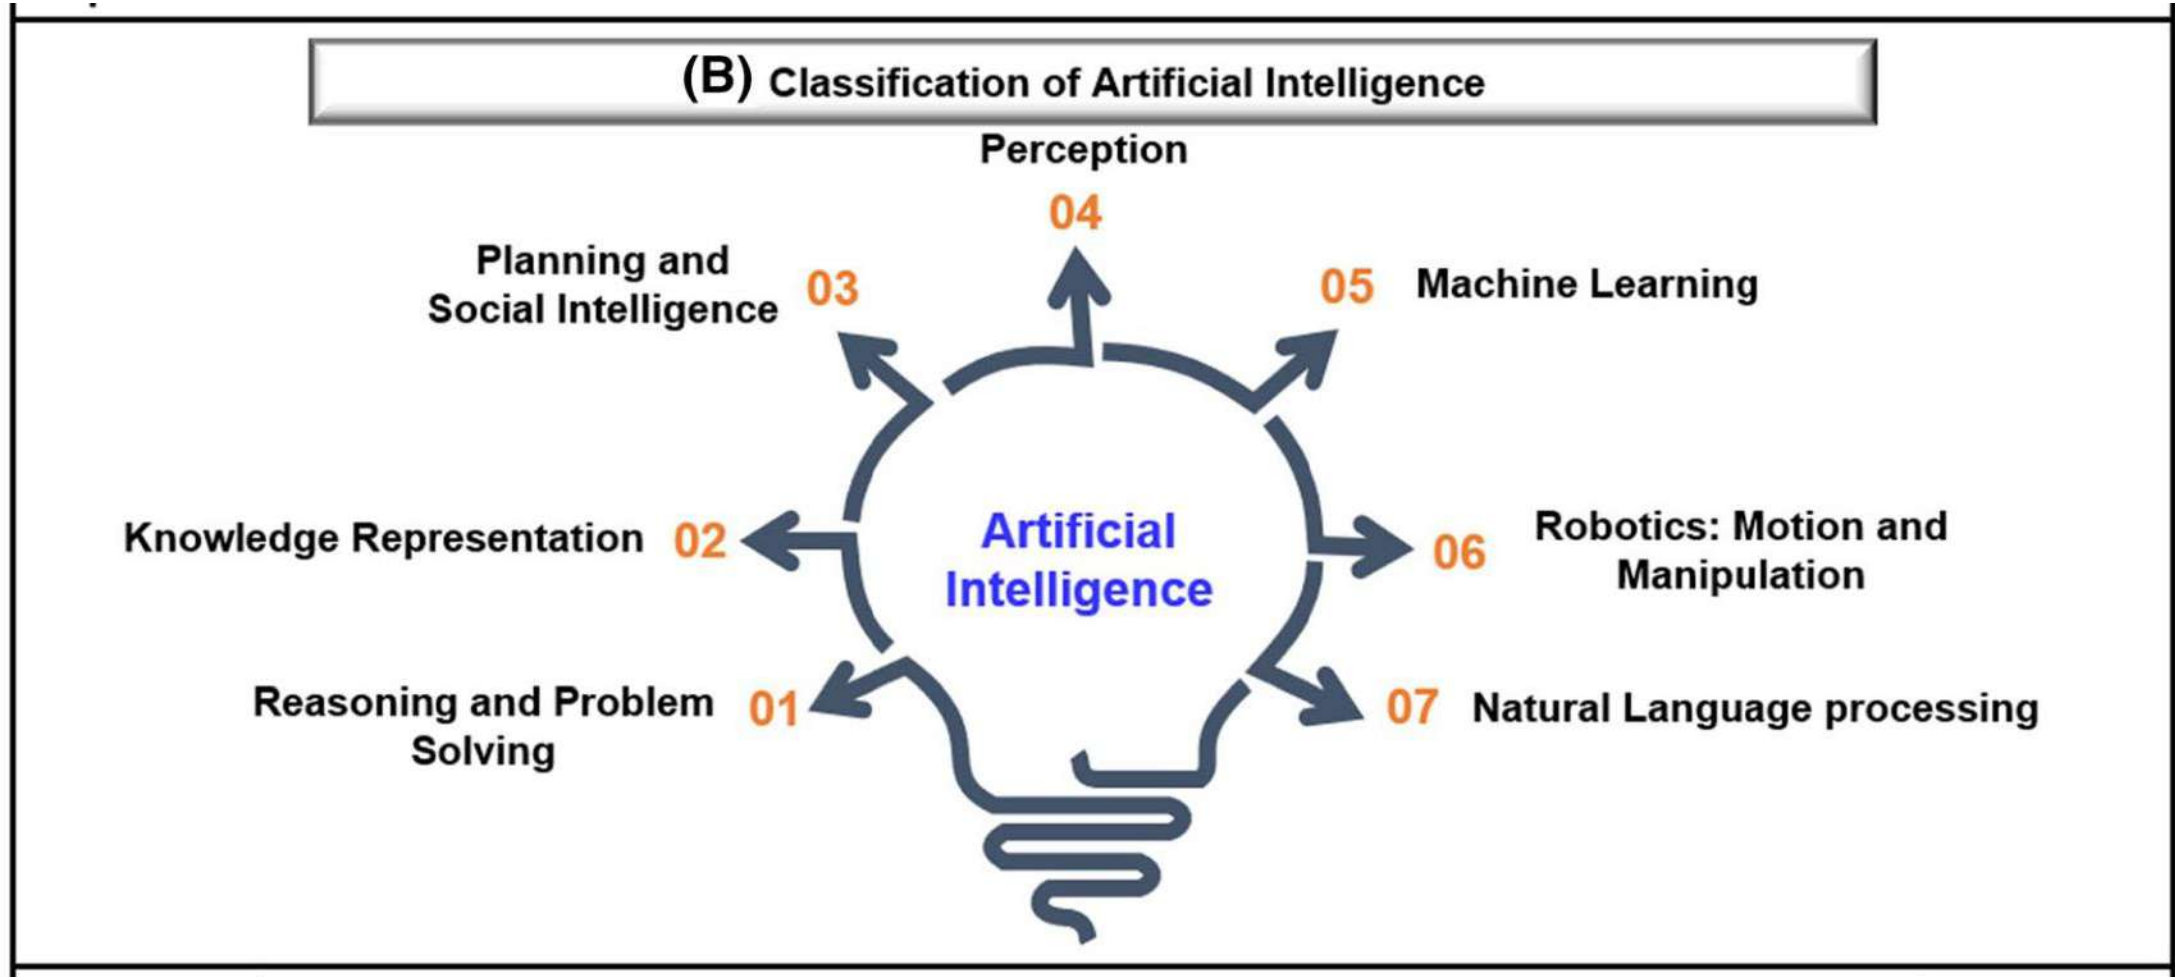 (B) Classification of Artificial Intelligence
Perception
04
Planning and
Social Intelligence
03
05
Machine Learning
Knowledge Representation
02
Artificial
Intelligence
06
Robotics: Motion and
Manipulation
Reasoning and Problem
Solving
01
07
Natural Language processing